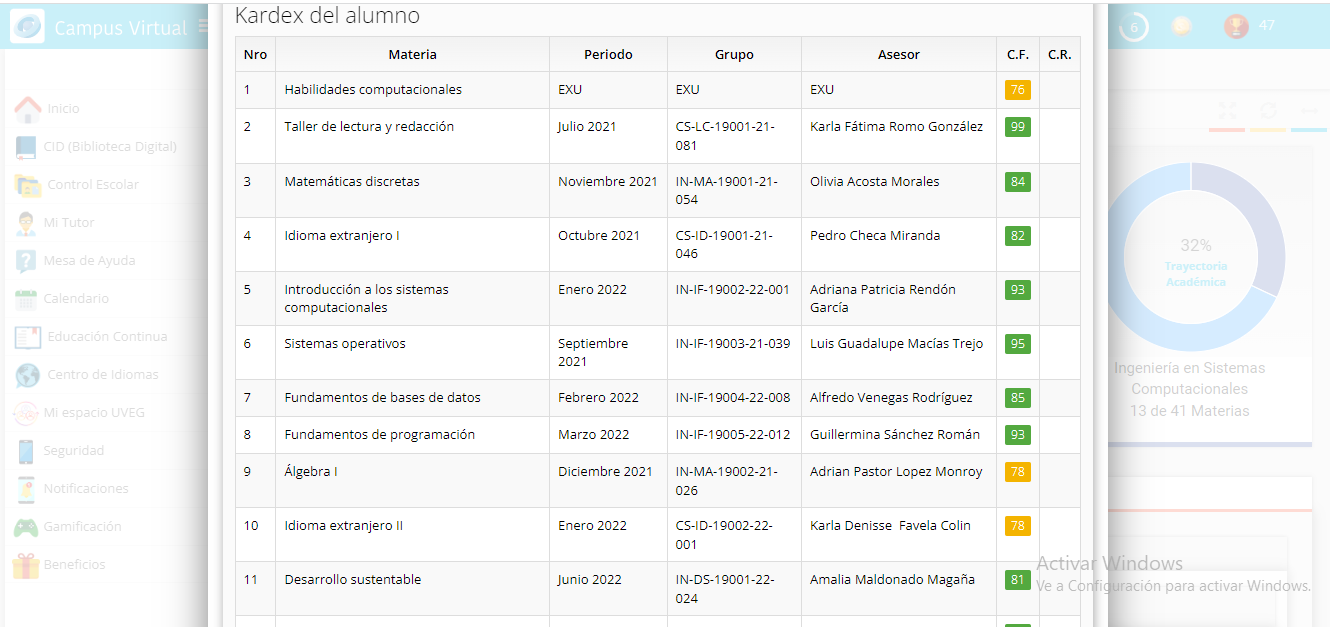 Kardex del alumno
Campus Virtual
6
47
Nro Materia Periodo Grupo Asesor C.F. C.R.
1 Habilidades computacionales EXU EXU EXU 76
2 Taller de lectura y redacción Julio 2021 CS-LC-19001-21-081 Karla Fátima Romo González 99
3 Matemáticas discretas Noviembre 2021 IN-MA-19001-21-054 Olivia Acosta Morales 84
4 Idioma extranjero I Octubre 2021 CS-ID-19001-21-046 Pedro Checa Miranda 82
5 Introducción a los sistemas computacionales Enero 2022 IN-IF-19002-22-001 Adriana Patricia Rendón García 93
6 Sistemas operativos Septiembre 2021 IN-IF-19003-21-039 Luis Guadalupe Macías Trejo 95
7 Fundamentos de bases de datos Febrero 2022 IN-IF-19004-22-008 Alfredo Venegas Rodríguez 85
8 Fundamentos de programación Marzo 2022 IN-IF-19005-22-012 Guillermina Sánchez Román 93
9 Álgebra I Diciembre 2021 IN-MA-19002-21-026 Adrian Pastor Lopez Monroy 78
10 Idioma extranjero II Enero 2022 CS-ID-19002-22-001 Karla Denisse Favela Colin 78
11 Desarrollo sustentable Junio 2022 IN-DS-19001-22-024 Amalia Maldonado Magaña 81
Inicio
CID (Biblioteca Digital)
Control Escolar
Mi Tutor
Mesa de Ayuda
Calendario
Educación Continua
Centro de Idiomas
Mi espacio UVEG
Seguridad
Notificaciones
Gamificación
Beneficios
32%
Trayectoria
Académica
Ingeniería en Sistemas
Computacionales
13 de 41 Materias
Activar Windows
Ve a Configuración para activar Windows.